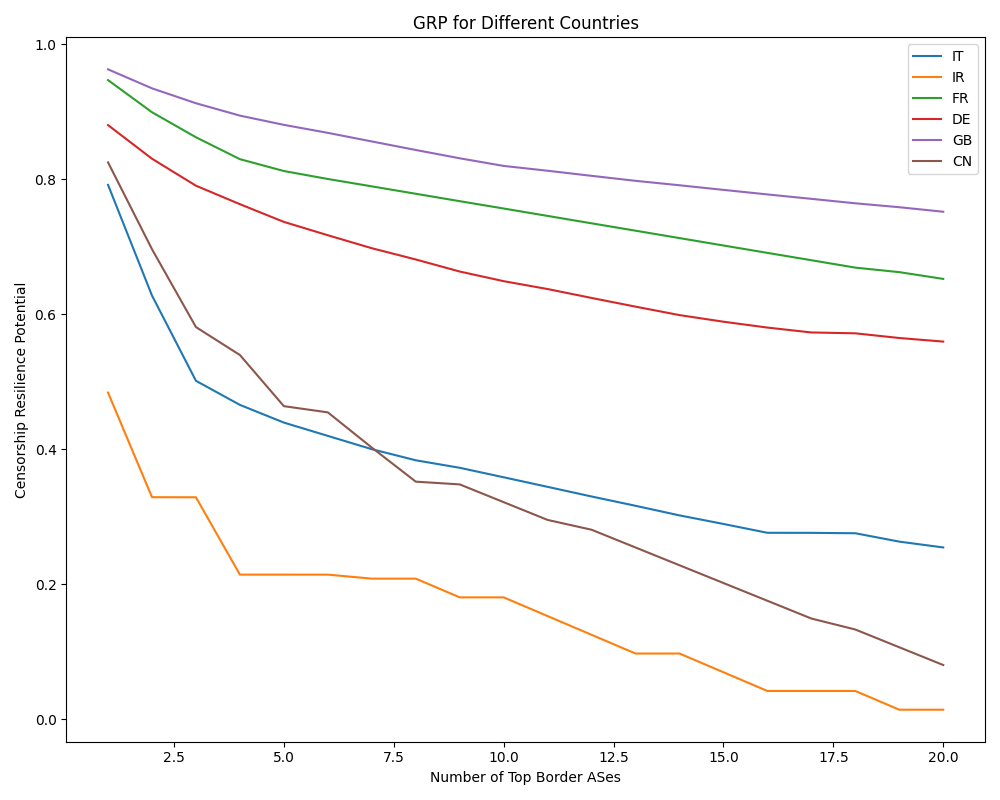 GRP for Different Countries
Censorship Resilience Potential
1.0
0.8
0.6
0.4
0.2
0.0
IT
IR
FR
DE
GB
CN
2.5 5.0 7.5 10.0 12.5 15.0 17.5 20.0
Number of Top Border ASes